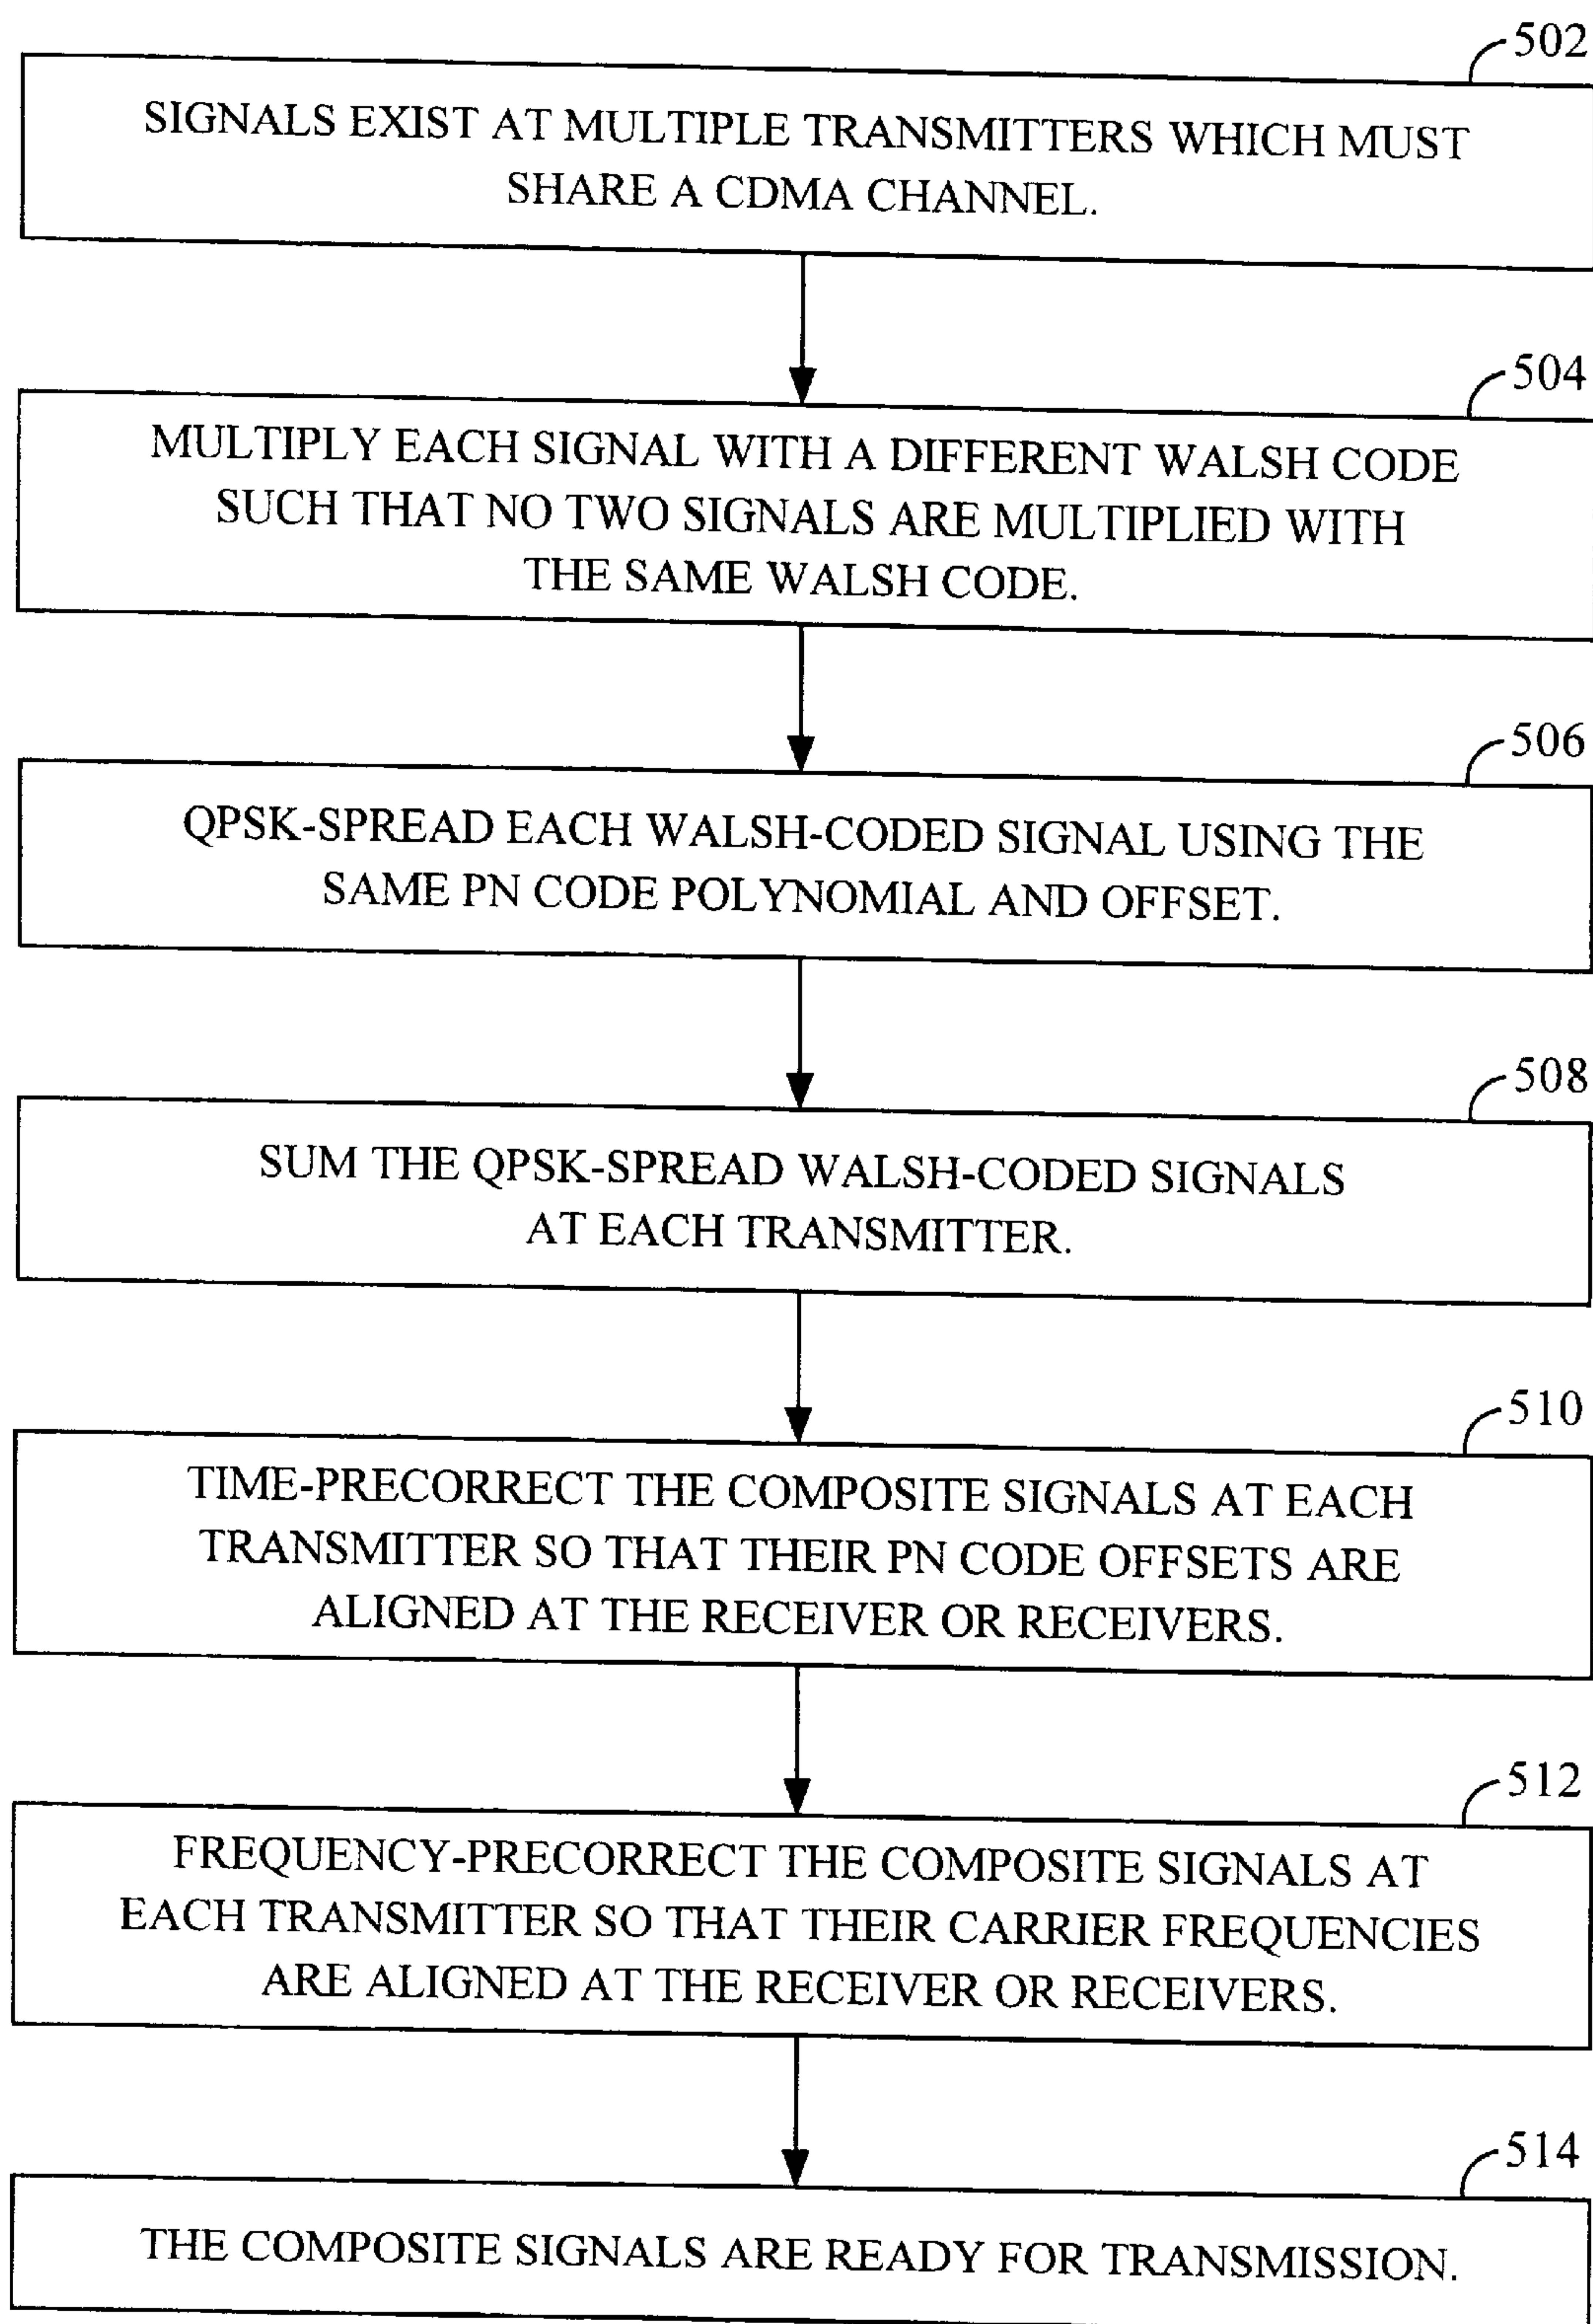 502
SIGNALS EXIST AT MULTIPLE TRANSMITTERS WHICH MUST
SHARE A CDMA CHANNEL.
504
MULTIPLY EACH SIGNAL WITH A DIFFERENT WALSH CODE
SUCH THAT NO TWO SIGNALS ARE MULTIPLIED WITH
THE SAME WALSH CODE.
506
QPSK-SPREAD EACH WALSH-CODED SIGNAL USING THE
SAME PN CODE POLYNOMIAL AND OFFSET.
508
SUM THE QPSK-SPREAD WALSH-CODED SIGNALS
AT EACH TRANSMITTER.
510
TIME-PRECORRECT THE COMPOSITE SIGNALS AT EACH
TRANSMITTER SO THAT THEIR PN CODE OFFSETS ARE
ALIGNED AT THE RECEIVER OR RECEIVERS.
512
FREQUENCY-PRECORRECT THE COMPOSITE SIGNALS AT
EACH TRANSMITTER SO THAT THEIR CARRIER FREQUENCIES
ARE ALIGNED AT THE RECEIVER OR RECEIVERS.
514
THE COMPOSITE SIGNALS ARE READY FOR TRANSMISSION.